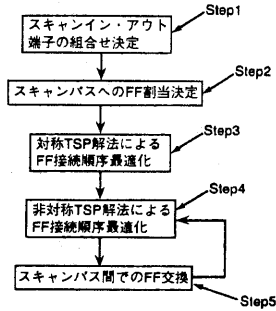 Step1
スキャンイン・アウト
端子の組合せ決定
Step2
スキャンパスへのFF割当決定
Step3
対称TSP解法による
FF接続順序最適化
Step4
非対称TSP解法による
FF接続順序最適化
スキャンパス間でのFF交換
Step5